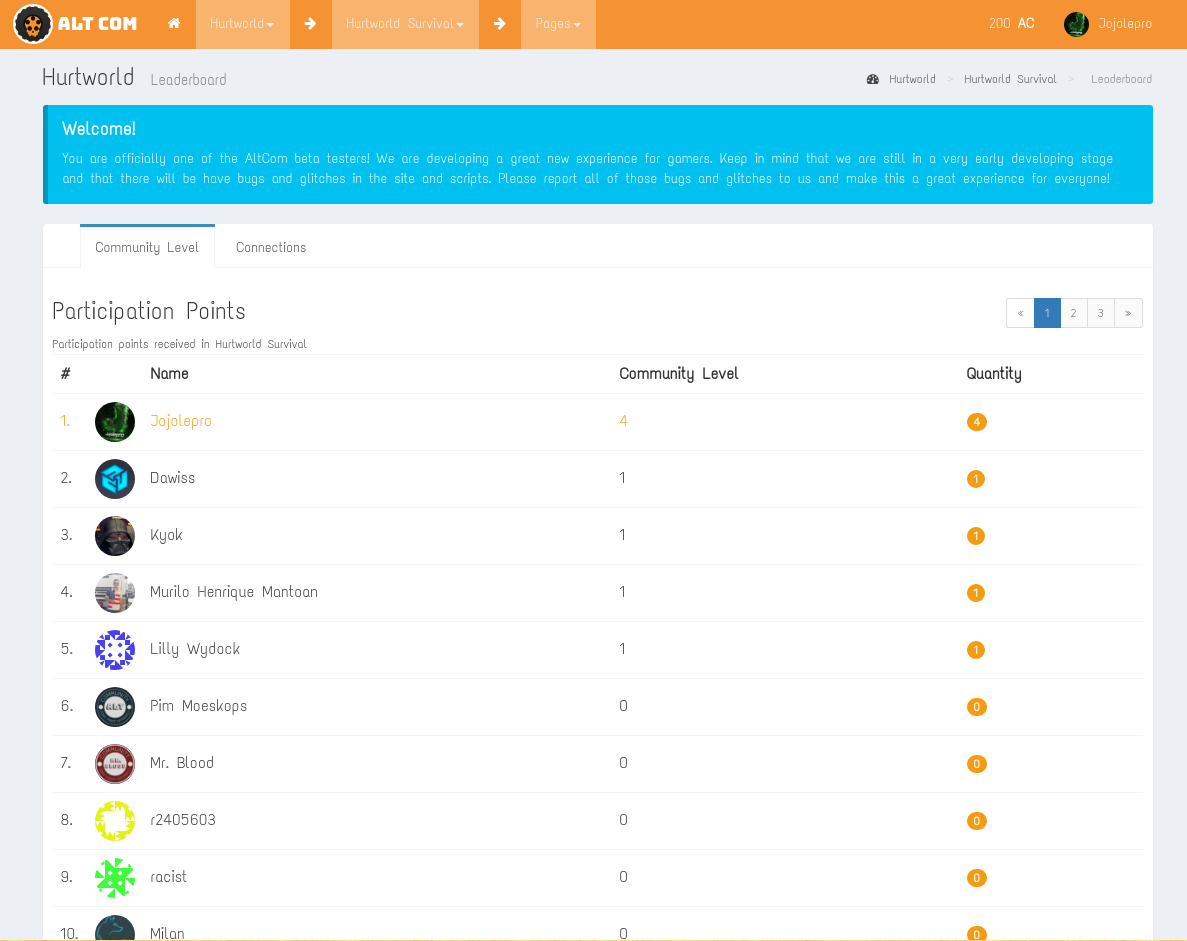 ALT COM Hurtworld Hurtworld Survival Pages 200 AC Jojolepro
Hurtworld Leaderboard Hurtworld > Hurtworld Survival > Leaderboard
Welcome!
You are officially one of the AltCom beta testers! We are developing a great new experience for gamers. Keep in mind that we are still in a very early developing stage
and that there will be have bugs and glitches in the site and scripts. Please report all of those bugs and glitches to us and make this a great experience for everyone!
Community Level Connections
Participation Points « 1 2 3 »
Participation points received in Hurtworld Survival
# Name Community Level Quantity
1. Jojolepro 4 4
2. Dawiss 1 1
3. Kyok 1 1
4. Murilo Henrique Mantoan 1 1
5. Lilly Wydock 1 1
6. Pim Moeskops 0 0
7. Mr. Blood 0 0
8. r2405603 0 0
9. racist 0 0
10. Milan 0 0